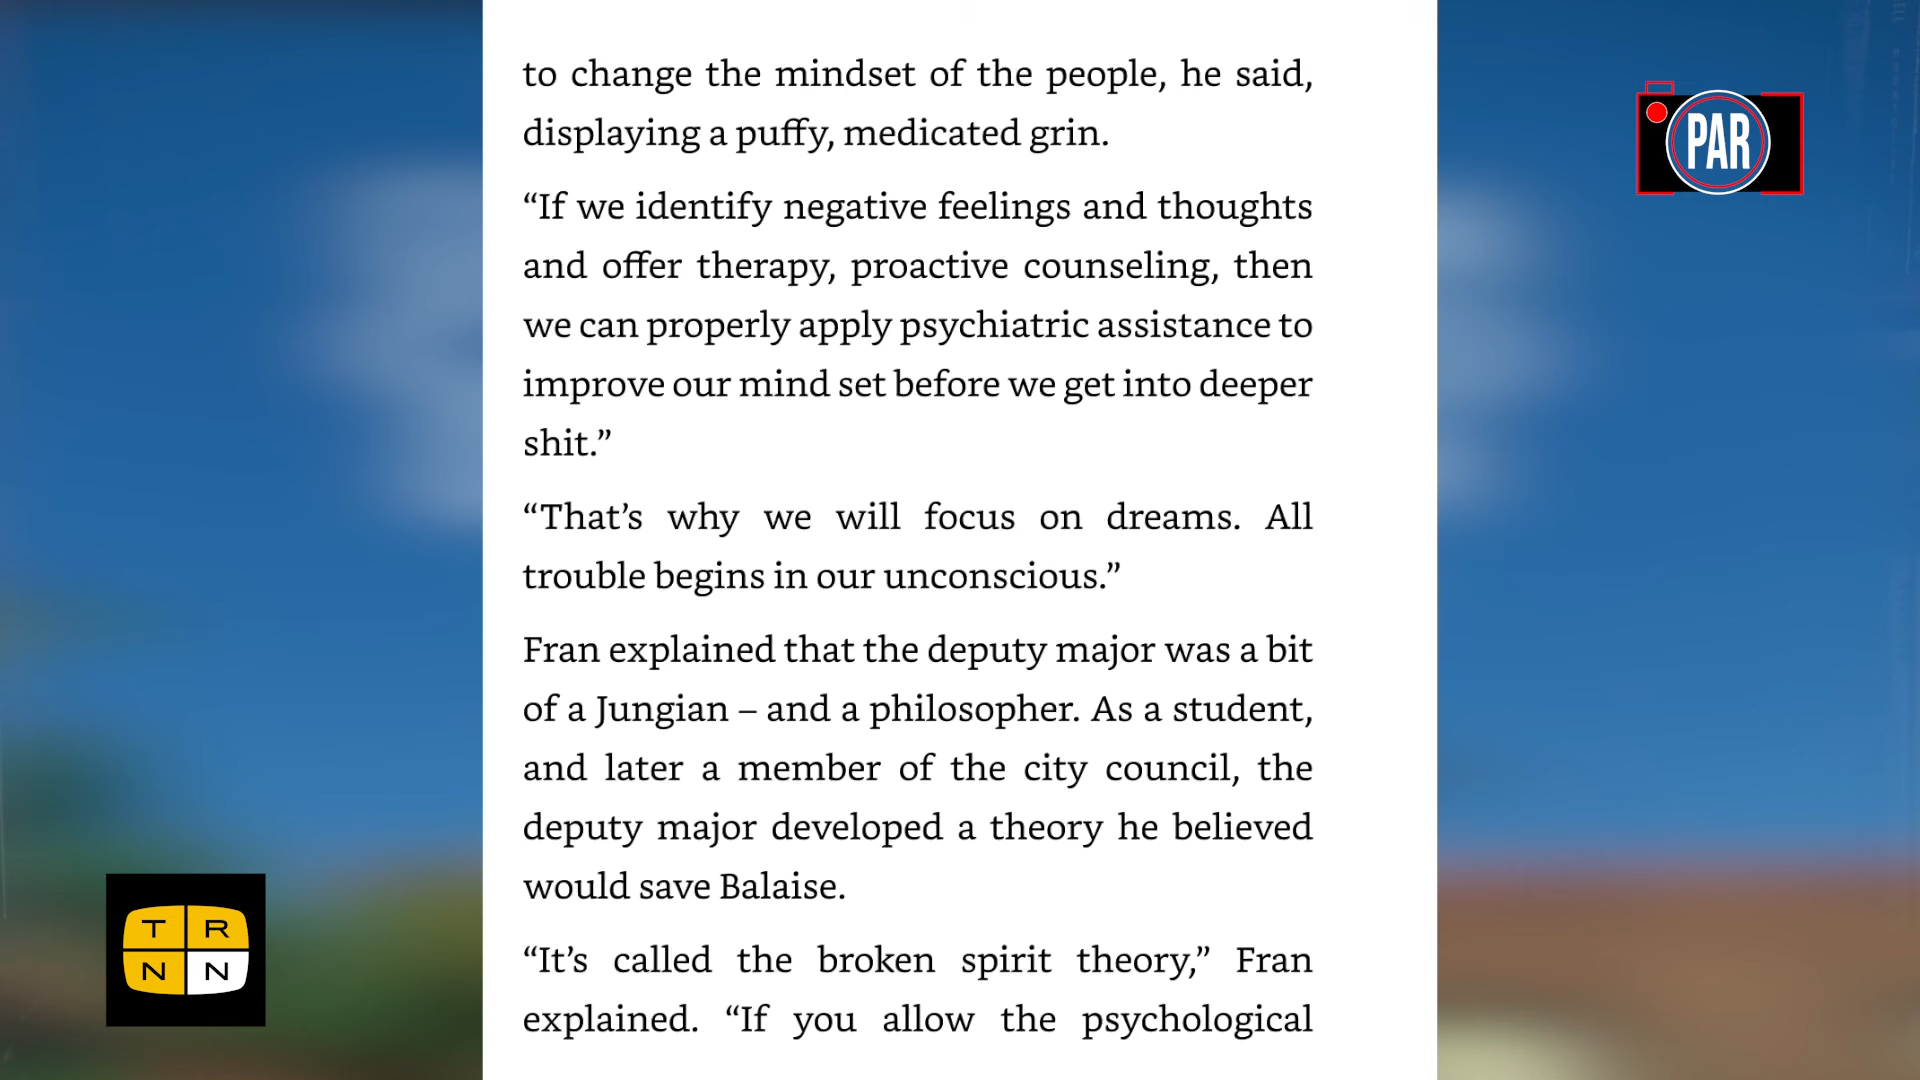 to change the mindset of the people, he said,
displaying a puffy, medicated grin.
“If we identify negative feelings and thoughts
and offer therapy, proactive counseling, then
we can properly apply psychiatric assistance to
improve our mind set before we get into deeper
shit.”
“That’s why we will focus on dreams. All
trouble begins in our unconscious.”
Fran explained that the deputy major was a bit
of a Jungian – and a philosopher. As a student,
and later a member of the city council, the
deputy major developed a theory he believed
would save Balaise.
“It’s called the broken spirit theory,” Fran
explained. “If you allow the psychological
PAR
T R
N N